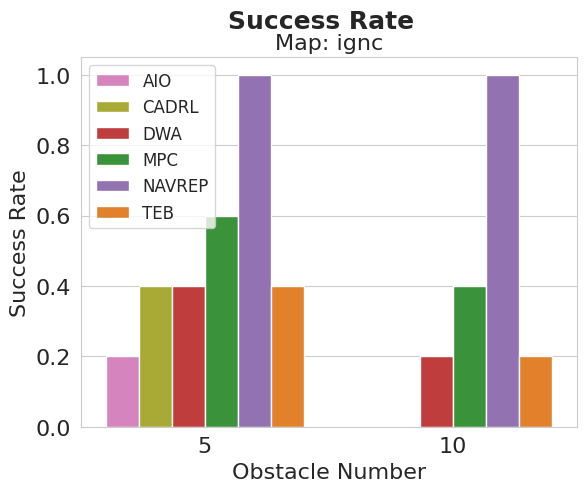 Success Rate
Map: ignc
1.0
0.8
0.6
0.4
0.2
0.0
Success Rate
AIO
CADRL
DWA
MPC
NAVREP
TEB
5
10
Obstacle Number